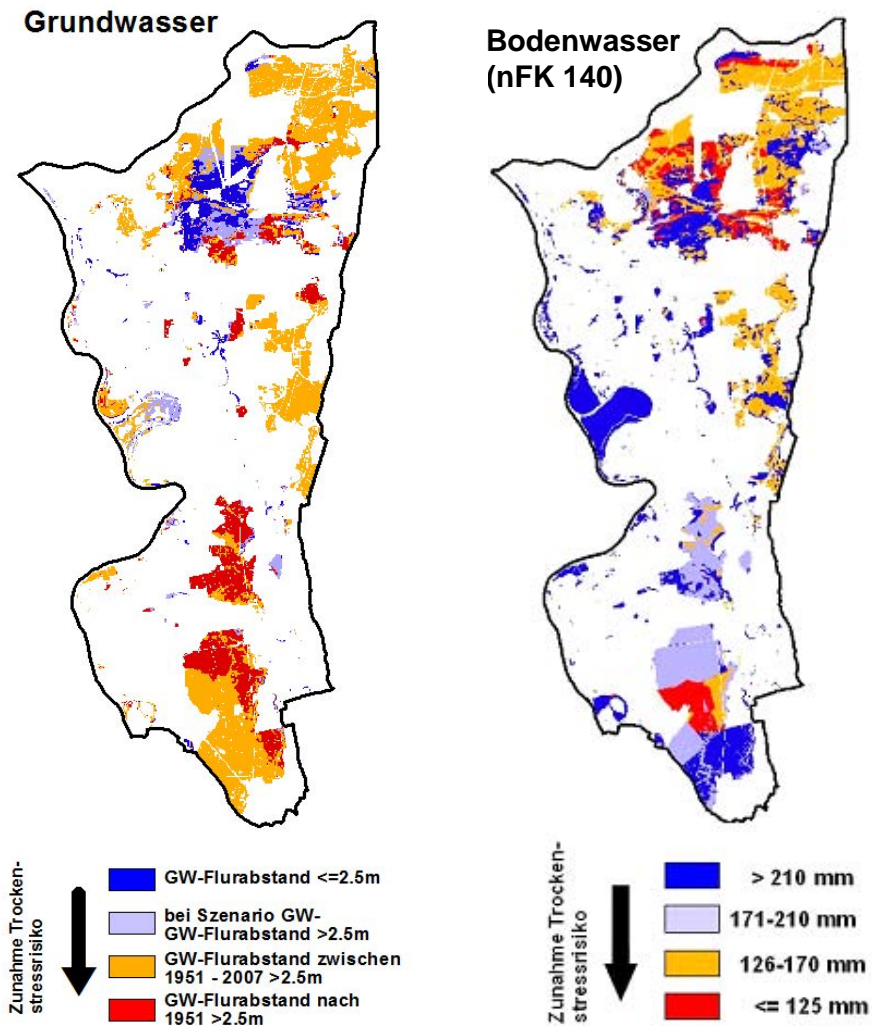 Grundwasser
Bodenwasser
(nFK 140)
Zunahme Trocken-
stressrisiko
GW-Flurabstand <=2.5m
bei Szenario GW-
GW-Flurabstand >2.5m
GW-Flurabstand zwischen
1951 - 2007 >2.5m
GW-Flurabstand nach
1951 >2.5m
Zunahme Trocken-
stressrisiko
> 210 mm
171-210 mm
126-170 mm
<= 125 mm